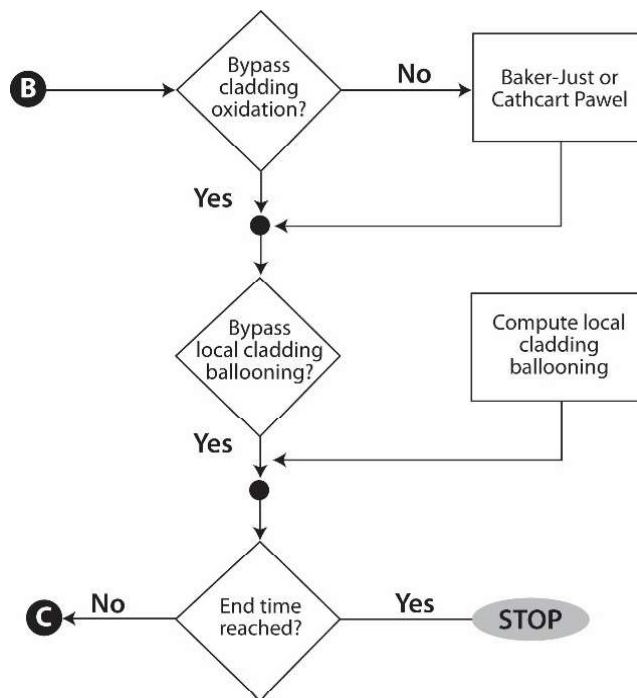 B
Bypass
cladding
oxidation?
No
Baker-Just or
Cathcart Pawel
Yes
Bypass
local cladding
ballooning?
Compute local
cladding
ballooning
Yes
C
No
End time
reached?
Yes
STOP